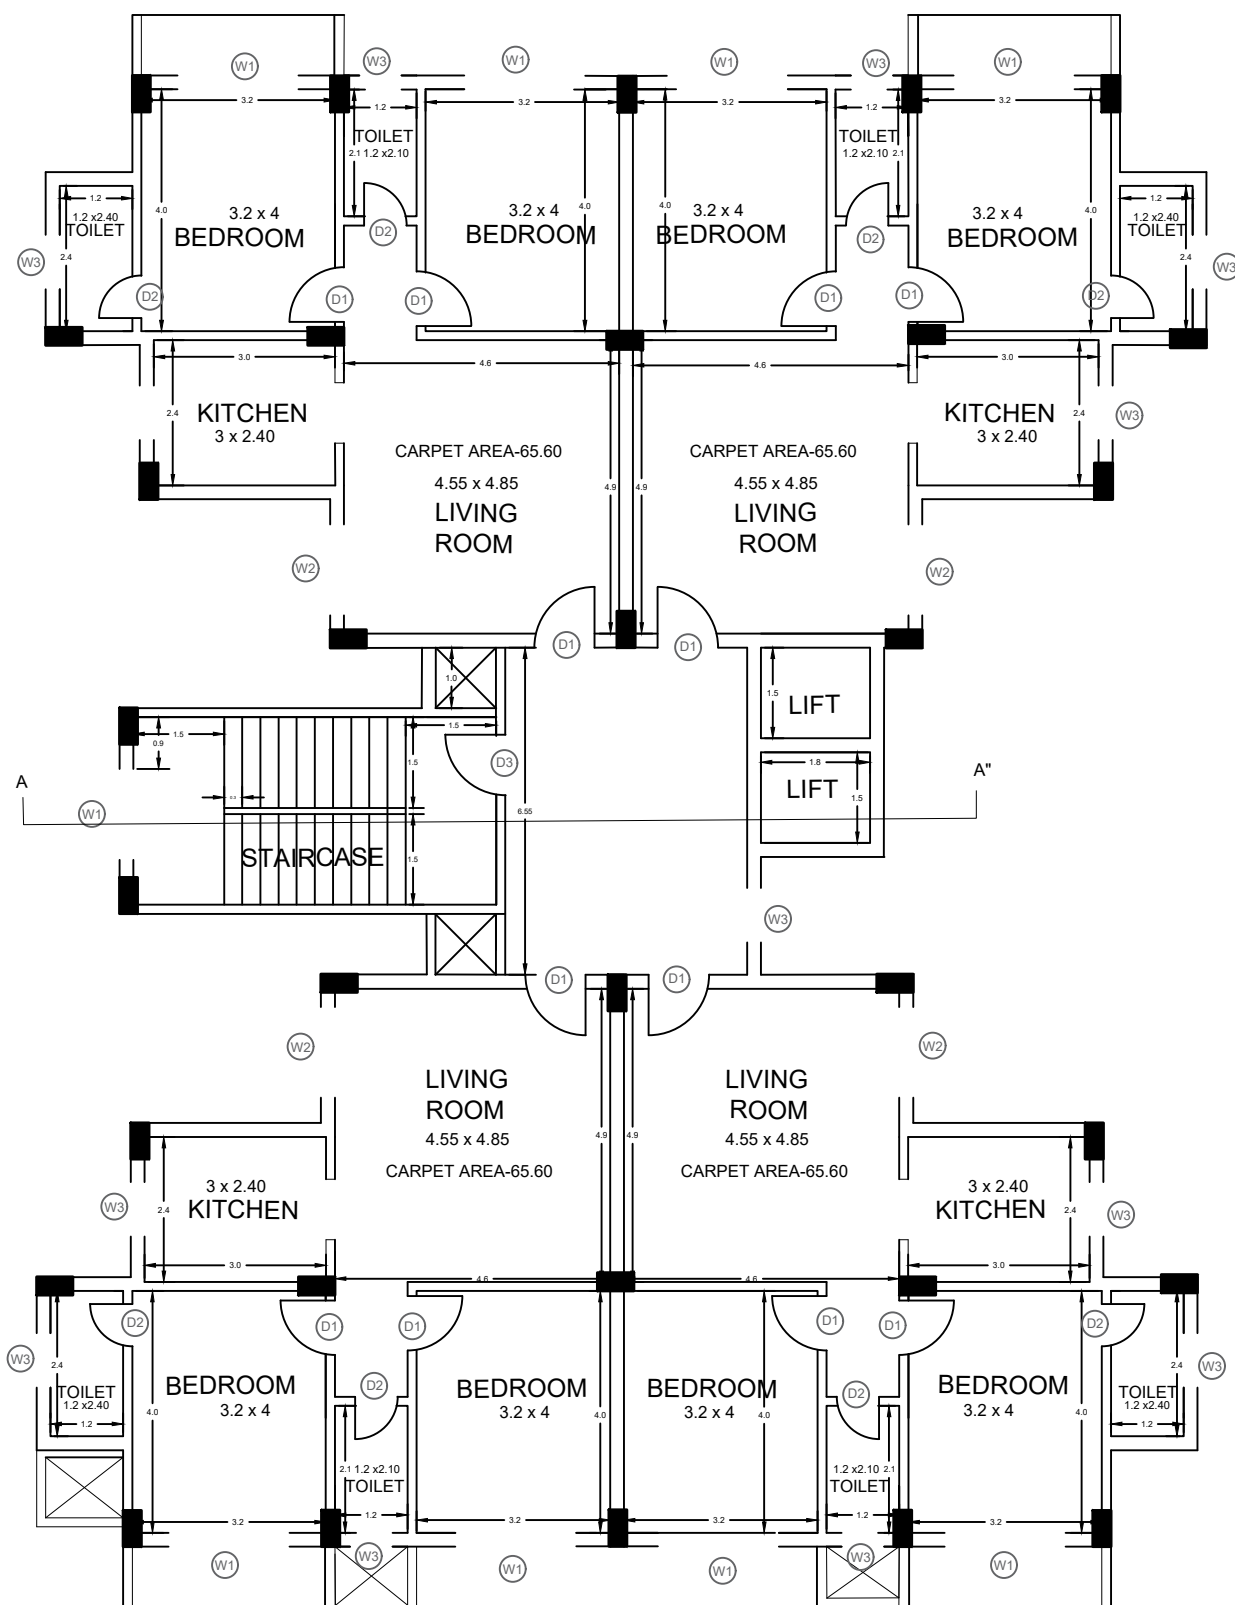 W1
W3
W1
W1
W3
W1
3.2
1.2
3.2
3.2
1.2
3.2
TOILET
2.1 1.2 x2.10
TOILET
1.2 x2.10 2.1
1.2
1.2 x2.40
TOILET
2.4
4.0
3.2 x 4
BEDROOM
4.0
3.2 x 4
BEDROOM
4.0
3.2 x 4
BEDROOM
3.2 x 4
BEDROOM
4.0
1.2
1.2 x2.40
TOILET
2.4
W3
D2
D2
D2
D2
W3
D1
D1
D1
D1
3.0
4.6
4.6
3.0
2.4
KITCHEN
3 x 2.40
KITCHEN
3 x 2.40
2.4
W3
CARPET AREA-65.60
4.55 x 4.85
LIVING
ROOM
4.9
4.9
CARPET AREA-65.60
4.55 x 4.85
LIVING
ROOM
W2
W2
D1
D1
1.0
1.5
LIFT
1.5
0.9
1.5
1.5
D3
1.8
LIFT
1.5
A
A"
W1
0.3
6.55
STAIRCASE
1.5
W3
D1
D1
W2
W2
LIVING
ROOM
4.55 x 4.85
CARPET AREA-65.60
4.9
4.9
LIVING
ROOM
4.55 x 4.85
CARPET AREA-65.60
W3
2.4
3 x 2.40
KITCHEN
3 x 2.40
KITCHEN
2.4
W3
3.0
4.6
4.6
3.0
D2
D1
D1
D1
D1
D2
W3
W3
2.4
TOILET
1.2 x2.40
1.2
4.0
BEDROOM
3.2 x 4
D2
BEDROOM
3.2 x 4
4.0
BEDROOM
3.2 x 4
4.0
D2
BEDROOM
3.2 x 4
4.0
2.4
TOILET
1.2 x2.40
1.2
2.1 1.2 x2.10
TOILET
1.2 x2.10 2.1
TOILET
3.2
1.2
3.2
3.2
1.2
3.2
W1
W3
W1
W1
W3
W1